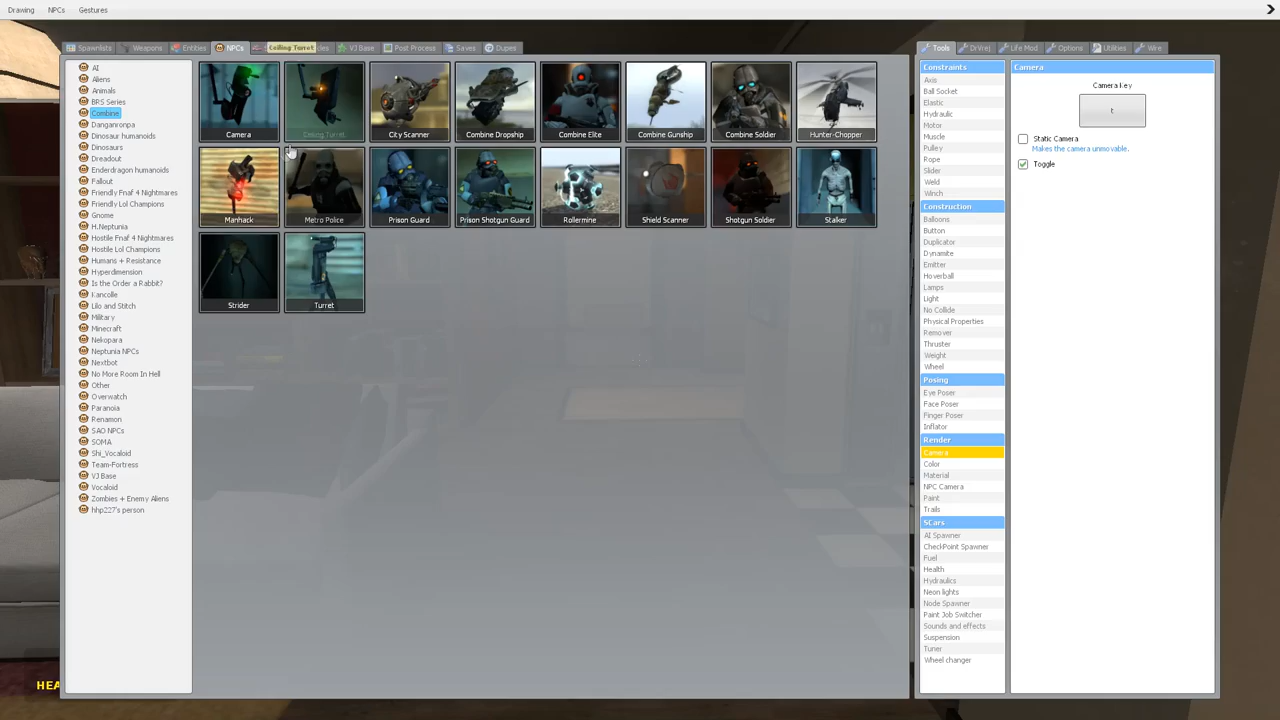 Drawing NPCs Gestures
Spawnlists Weapons Entities NPCs Ceiling Turret les VJ Base Post Process Saves Dupes
Tools DrVrej Life Mod Options Utilities Wire
AI
Aliens
Animals
BRS Series
Combine
Danganronpa
Dinosaur humanoids
Dinosaurs
Dreadout
Enderdragon humanoids
Fallout
Friendly Fnaf 4 Nightmares
Friendly Lol Champions
Gnome
H.Neptunia
Hostile Fnaf 4 Nightmares
Hostile Lol Champions
Humans + Resistance
Hyperdimension
Is the Order a Rabbit?
Kancolle
Lilo and Stitch
Military
Minecraft
Nekopara
Neptunia NPCs
Nextbot
No More Room In Hell
Other
Overwatch
Paranoia
Renamon
SAO NPCs
SOMA
Shi_Vocaloid
Team-Fortress
VJ Base
Vocaloid
Zombies + Enemy Aliens
hhp227's person
Camera Ceiling Turret City Scanner Combine Dropship Combine Elite Combine Gunship Combine Soldier Hunter-Chopper
Manhack Metro Police Prison Guard Prison Shotgun Guard Rollermine Shield Scanner Shotgun Soldier Stalker
Strider Turret
Constraints
Axis
Ball Socket
Elastic
Hydraulic
Motor
Muscle
Pulley
Rope
Slider
Weld
Winch
Construction
Balloons
Button
Duplicator
Dynamite
Emitter
Hoverball
Lamps
Light
No Collide
Physical Properties
Remover
Thruster
Weight
Wheel
Posing
Eye Poser
Face Poser
Finger Poser
Inflator
Render
Camera
Color
Material
NPC Camera
Paint
Trails
SCars
AI Spawner
CheckPoint Spawner
Fuel
Health
Hydraulics
Neon lights
Node Spawner
Paint Job Switcher
Sounds and effects
Suspension
Tuner
Wheel changer
Camera
Camera Key
t
Static Camera
Makes the camera unmovable.
Toggle
HEA